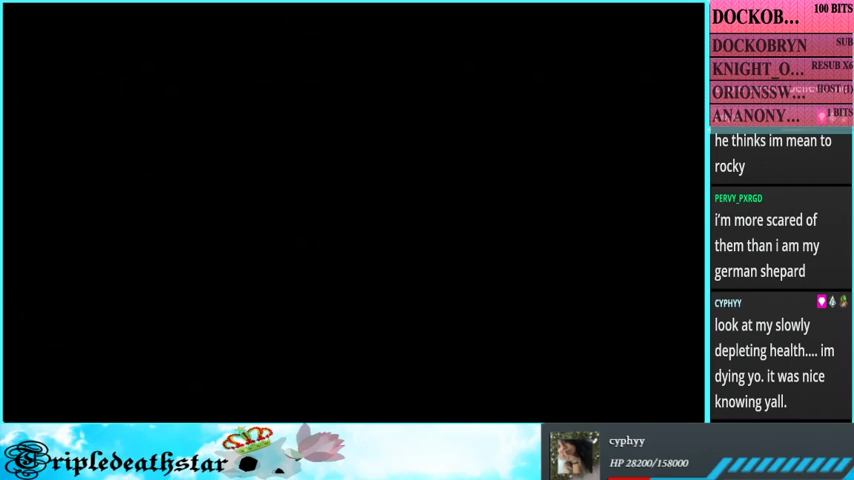 DOCKOB... 100 BITS
DOCKOBRYN SUB
KNIGHT_O... RESUB X6
ORIONSSW... HOST (1)
ANANONY... 1 BITS
he thinks im mean to
rocky
PERVY_PXRGD
i'm more scared of
them than i am my
german shepard
CYPHYY
look at my slowly
depleting health.... im
dying yo. it was nice
knowing yall.
Tripledeathstar
cyphyy
HP 28200/158000